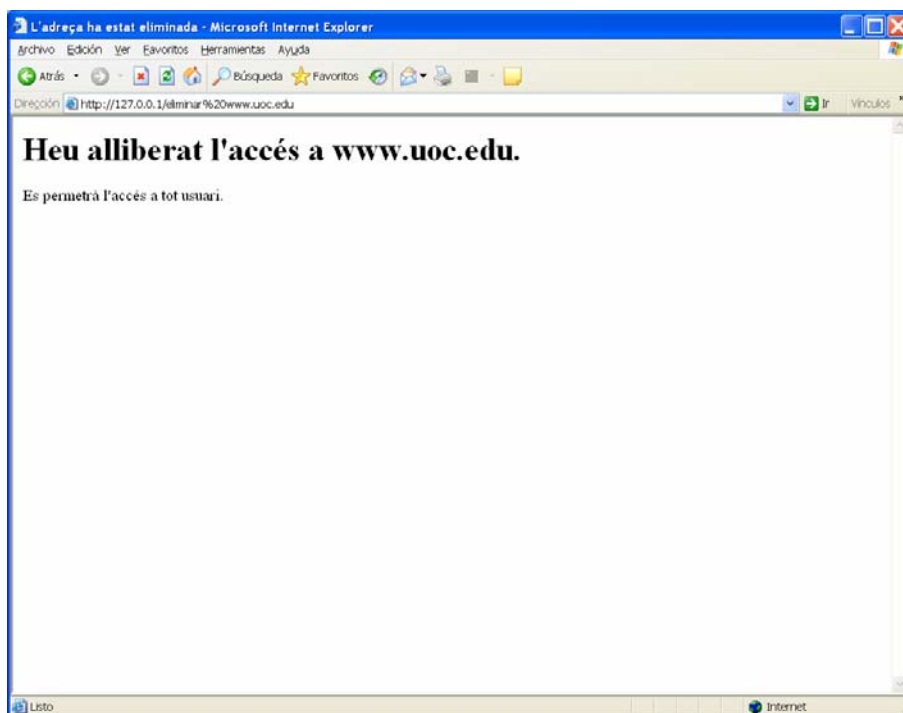 L'adreça ha estat eliminada - Microsoft Internet Explorer
Archivo Edición Ver Favoritos Herramientas Ayuda
Atrás Búsqueda Favoritos
Dirección http://127.0.0.1/eliminar%20www.uoc.edu Ir Vínculos »
Heu alliberat l'accés a www.uoc.edu.
Es permetrà l'accés a tot usuari.
Listo Internet